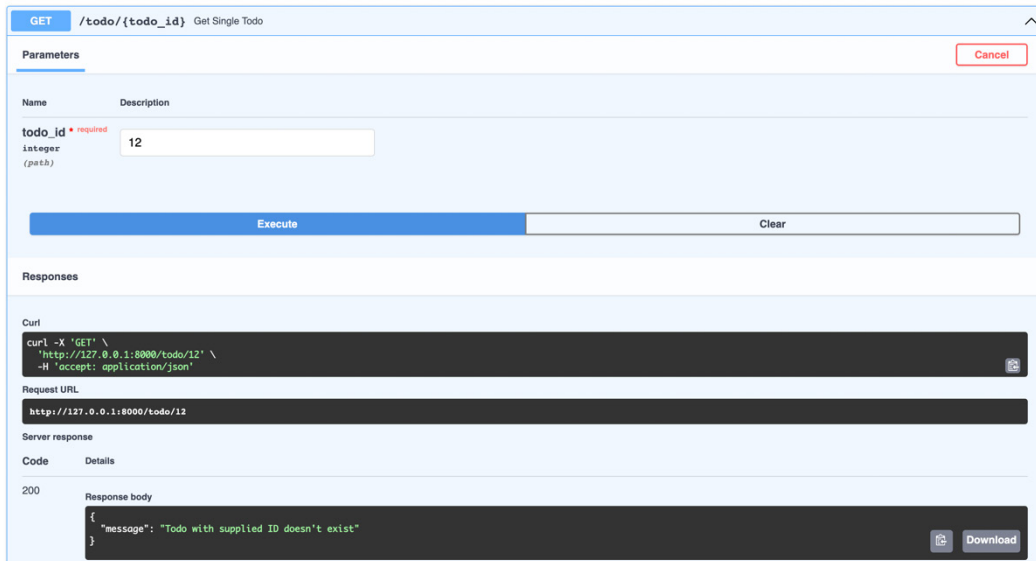 GET /todo/{todo_id} Get Single Todo
Parameters
Cancel
Name Description
todo_id * required
integer
(path)
12
Execute Clear
Responses
Curl
curl -X 'GET' \
'http://127.0.0.1:8000/todo/12' \
-H 'accept: application/json'
Request URL
http://127.0.0.1:8000/todo/12
Server response
Code Details
200
Response body
{
"message": "Todo with supplied ID doesn't exist"
}
Download